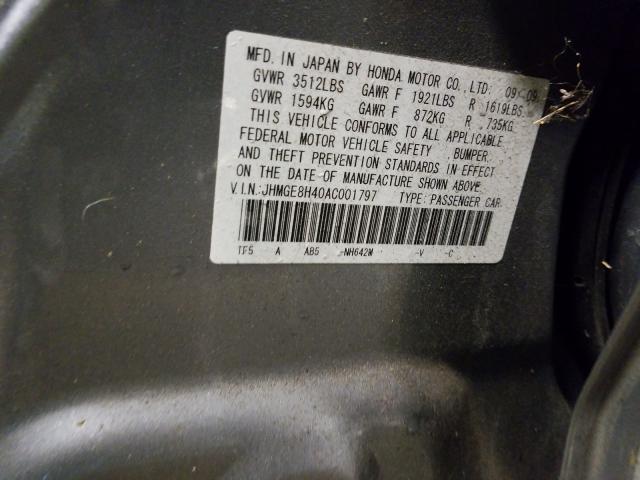 MFD. IN JAPAN BY HONDA MOTOR CO., LTD. 09-09
GVWR 3512LBS GAWR F 1921LBS R 1619LBS
GVWR 1594KG GAWR F 872KG R 735KG
THIS VEHICLE CONFORMS TO ALL APPLICABLE
FEDERAL MOTOR VEHICLE SAFETY, BUMPER,
AND THEFT PREVENTION STANDARDS IN EFFECT
ON THE DATE OF MANUFACTURE SHOWN ABOVE.
V.I.N.:JHMGE8H40AC001797 TYPE: PASSENGER CAR
TF5 A AB5 -NH642M -V -C